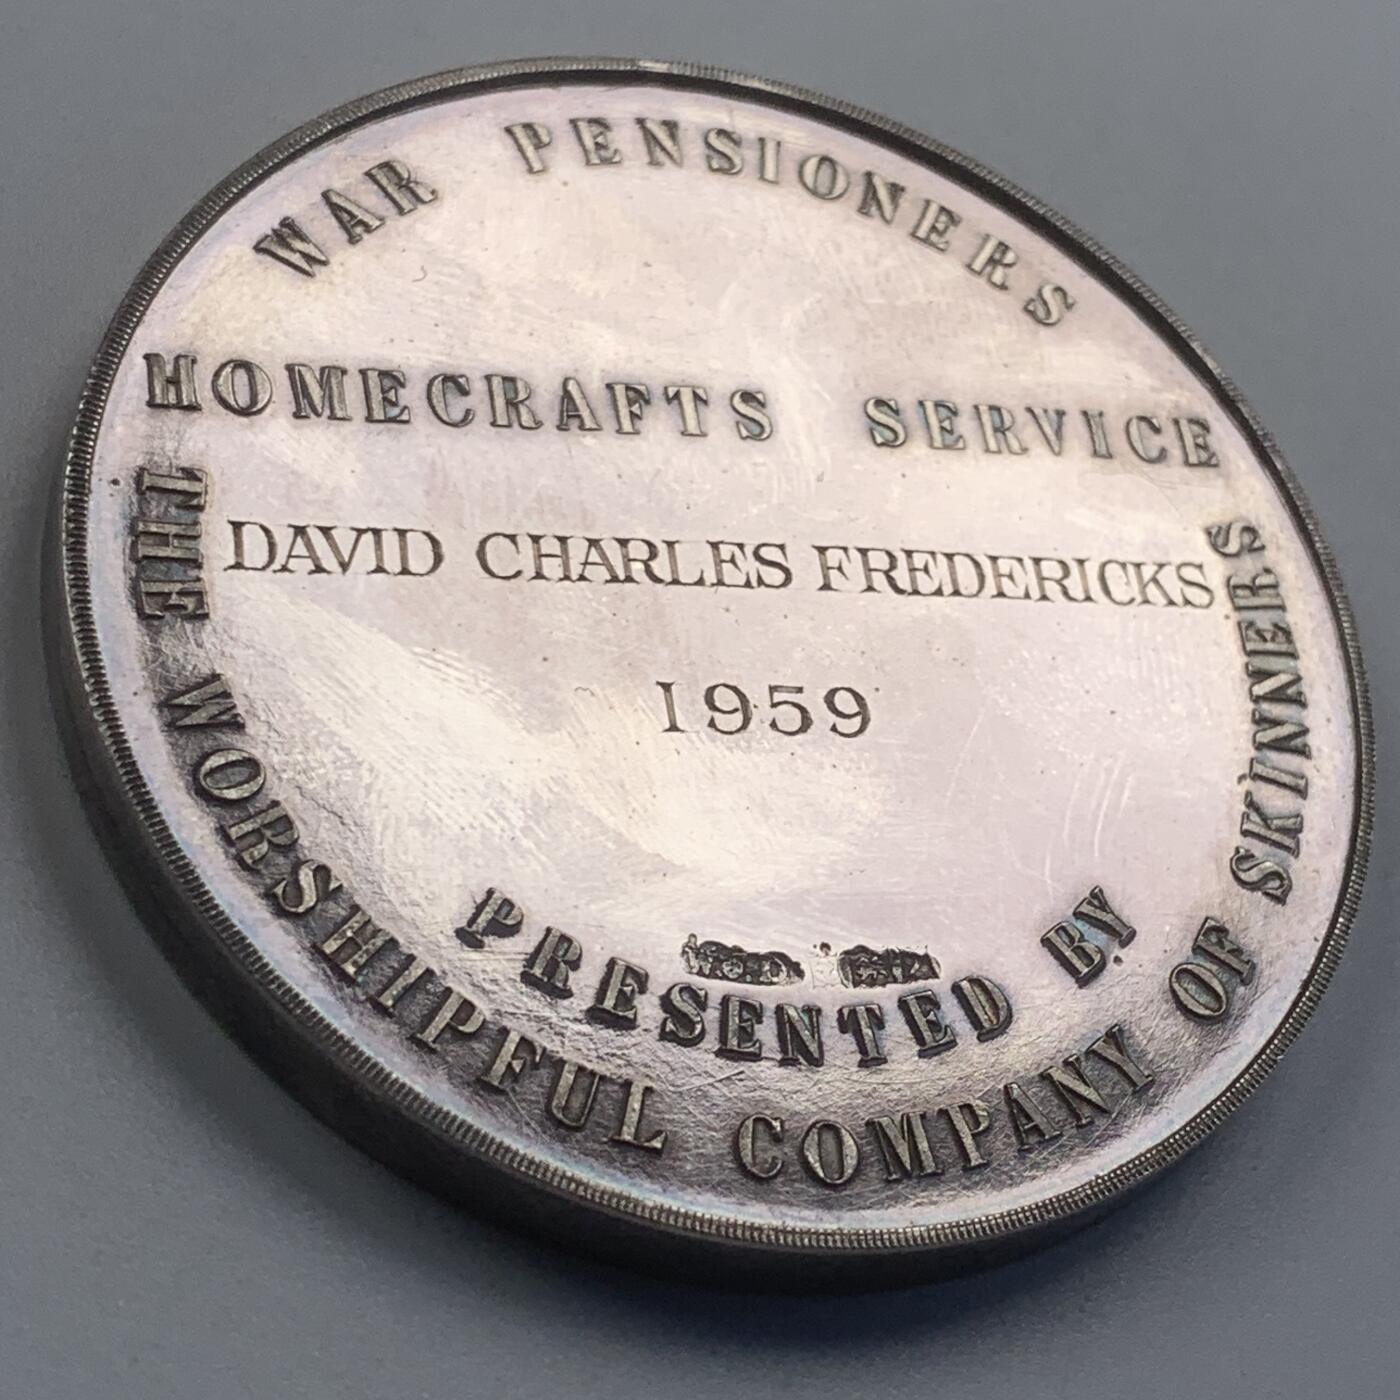 WAR PENSIONERS
HOMECRAFTS SERVICE
DAVID CHARLES FREDERICKS
1959
PRESENTED BY
THE WORSHIPFUL COMPANY OF SKINNERS